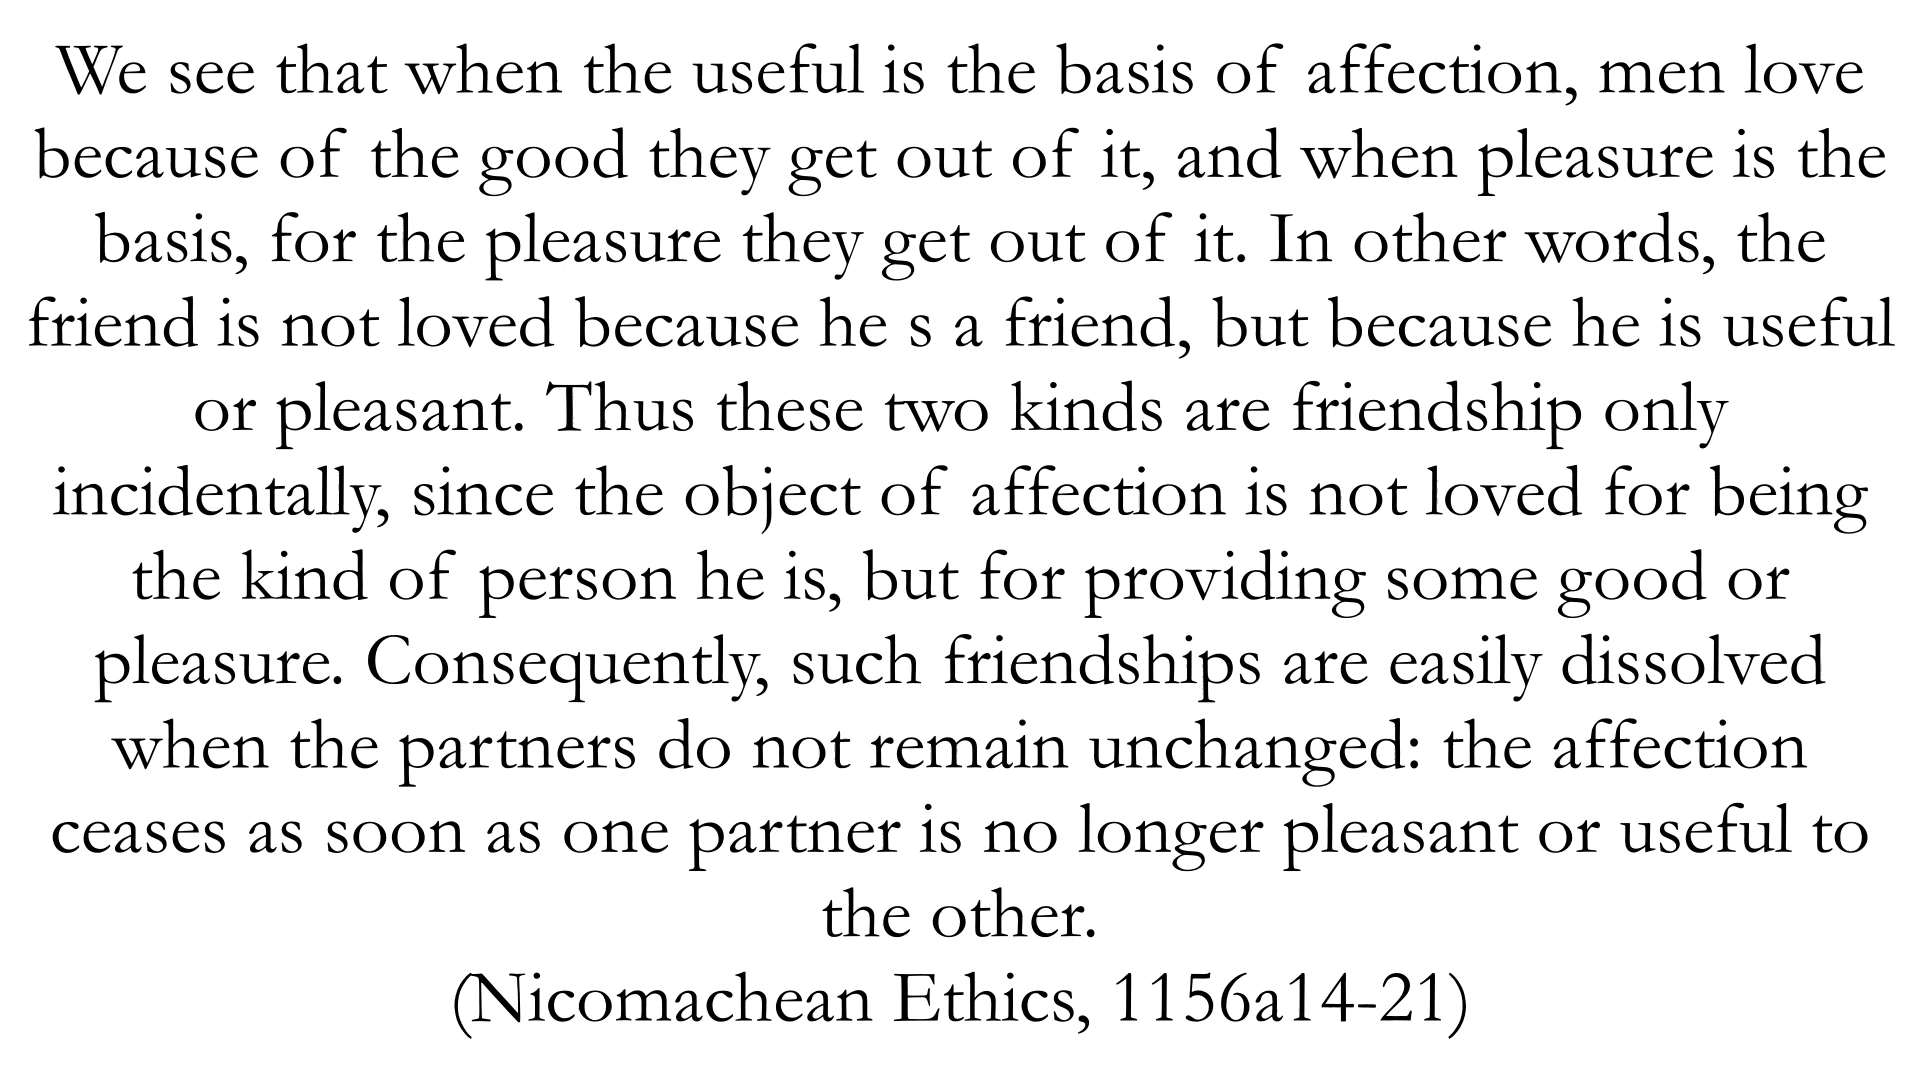 We see that when the useful is the basis of affection, men love
because of the good they get out of it, and when pleasure is the
basis, for the pleasure they get out of it. In other words, the
friend is not loved because he s a friend, but because he is useful
or pleasant. Thus these two kinds are friendship only
incidentally, since the object of affection is not loved for being
the kind of person he is, but for providing some good or
pleasure. Consequently, such friendships are easily dissolved
when the partners do not remain unchanged: the affection
ceases as soon as one partner is no longer pleasant or useful to
the other.
(Nicomachean Ethics, 1156a14-21)